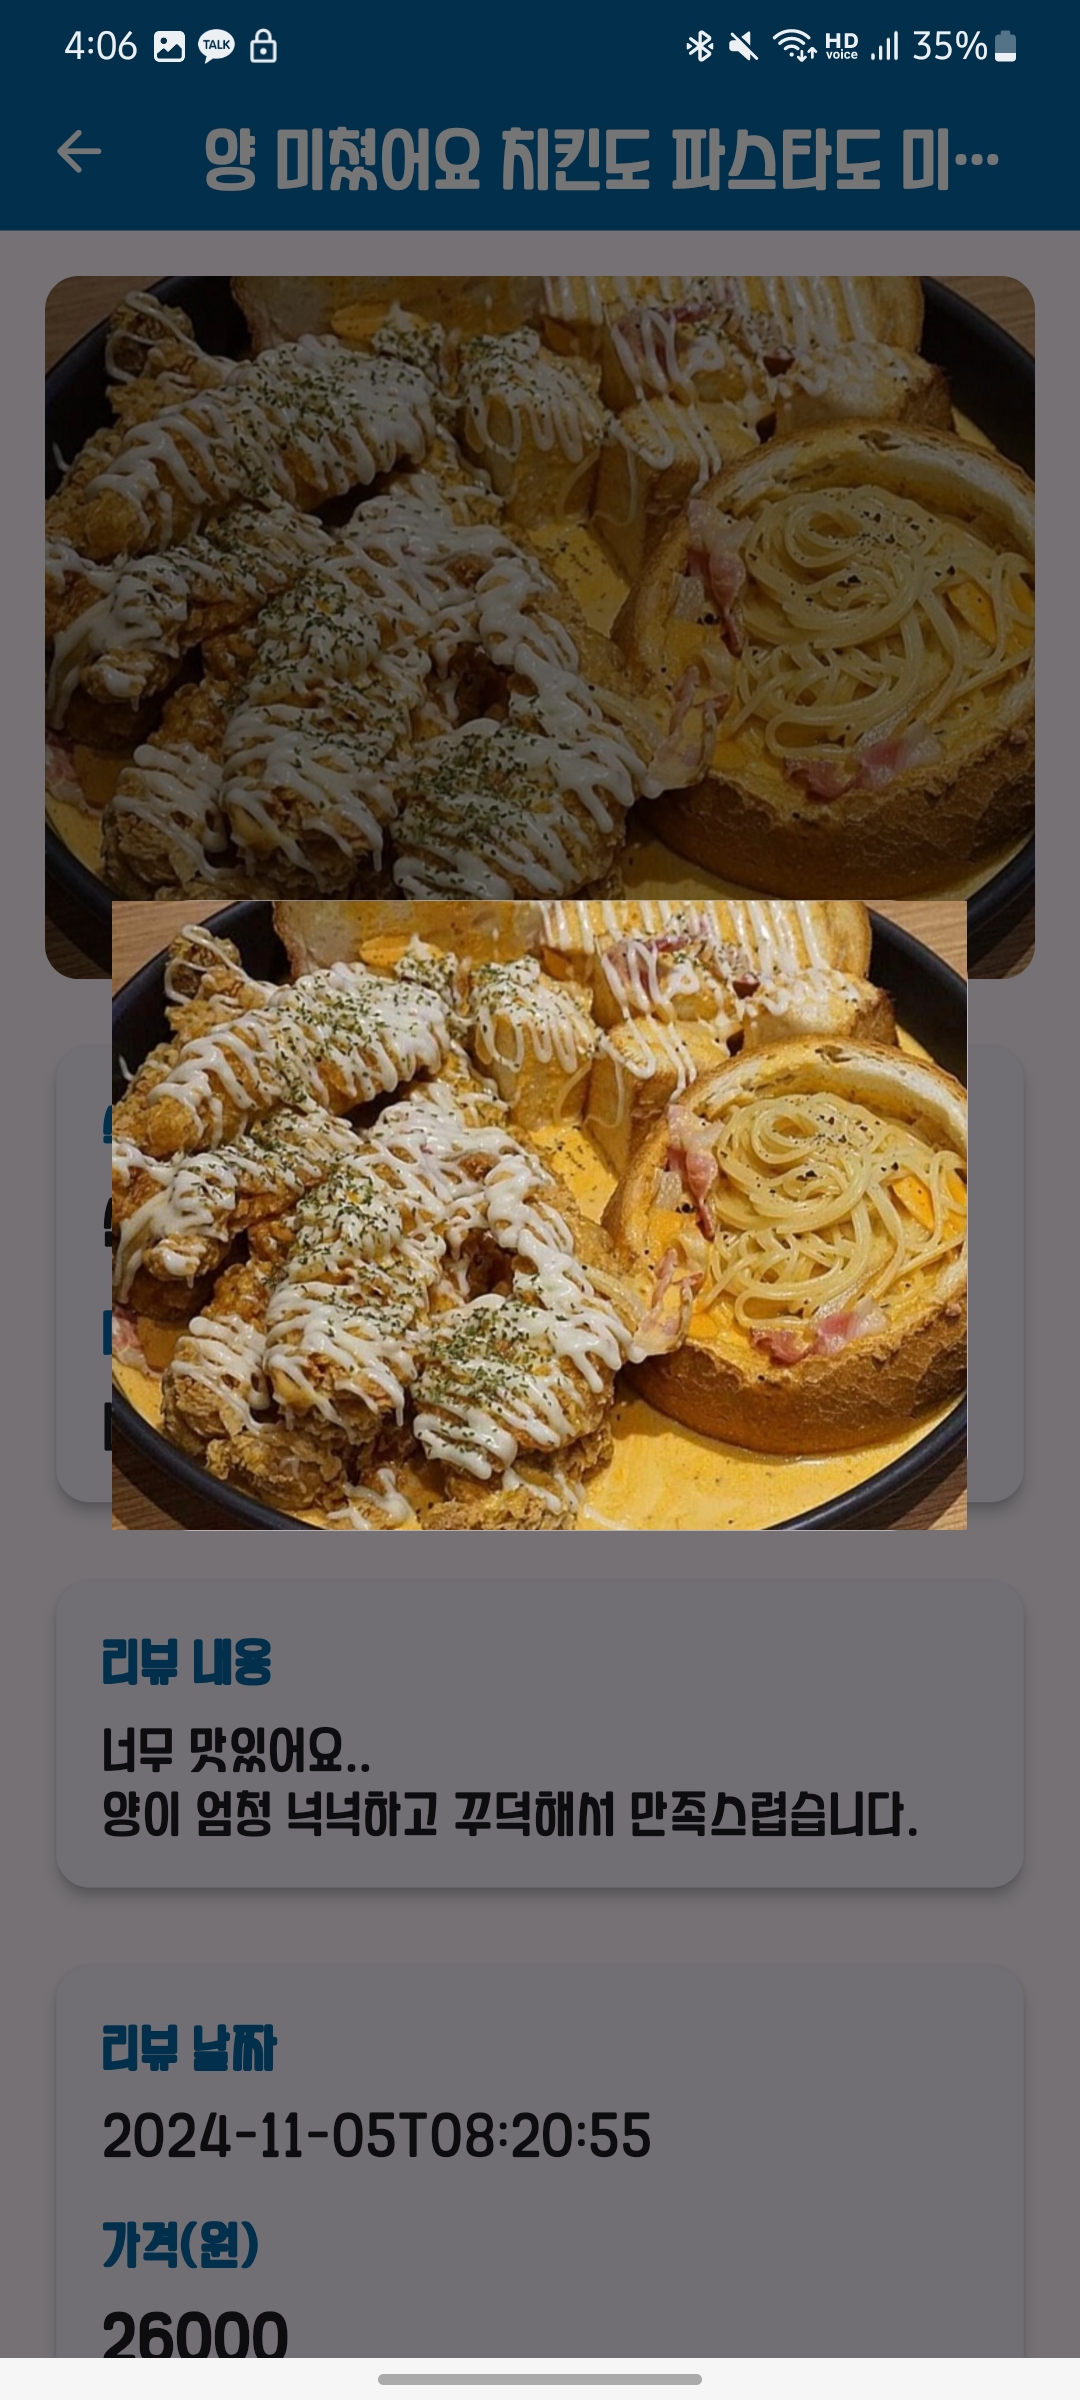 4:06 TALK HD voice 35%
양 미쳤어요 치킨도 파스타도 미…
리뷰 내용
너무 맛있어요..
양이 엄청 넉넉하고 꾸덕해서 만족스럽습니다.
리뷰 날짜
2024-11-05T08:20:55
가격(원)
26000